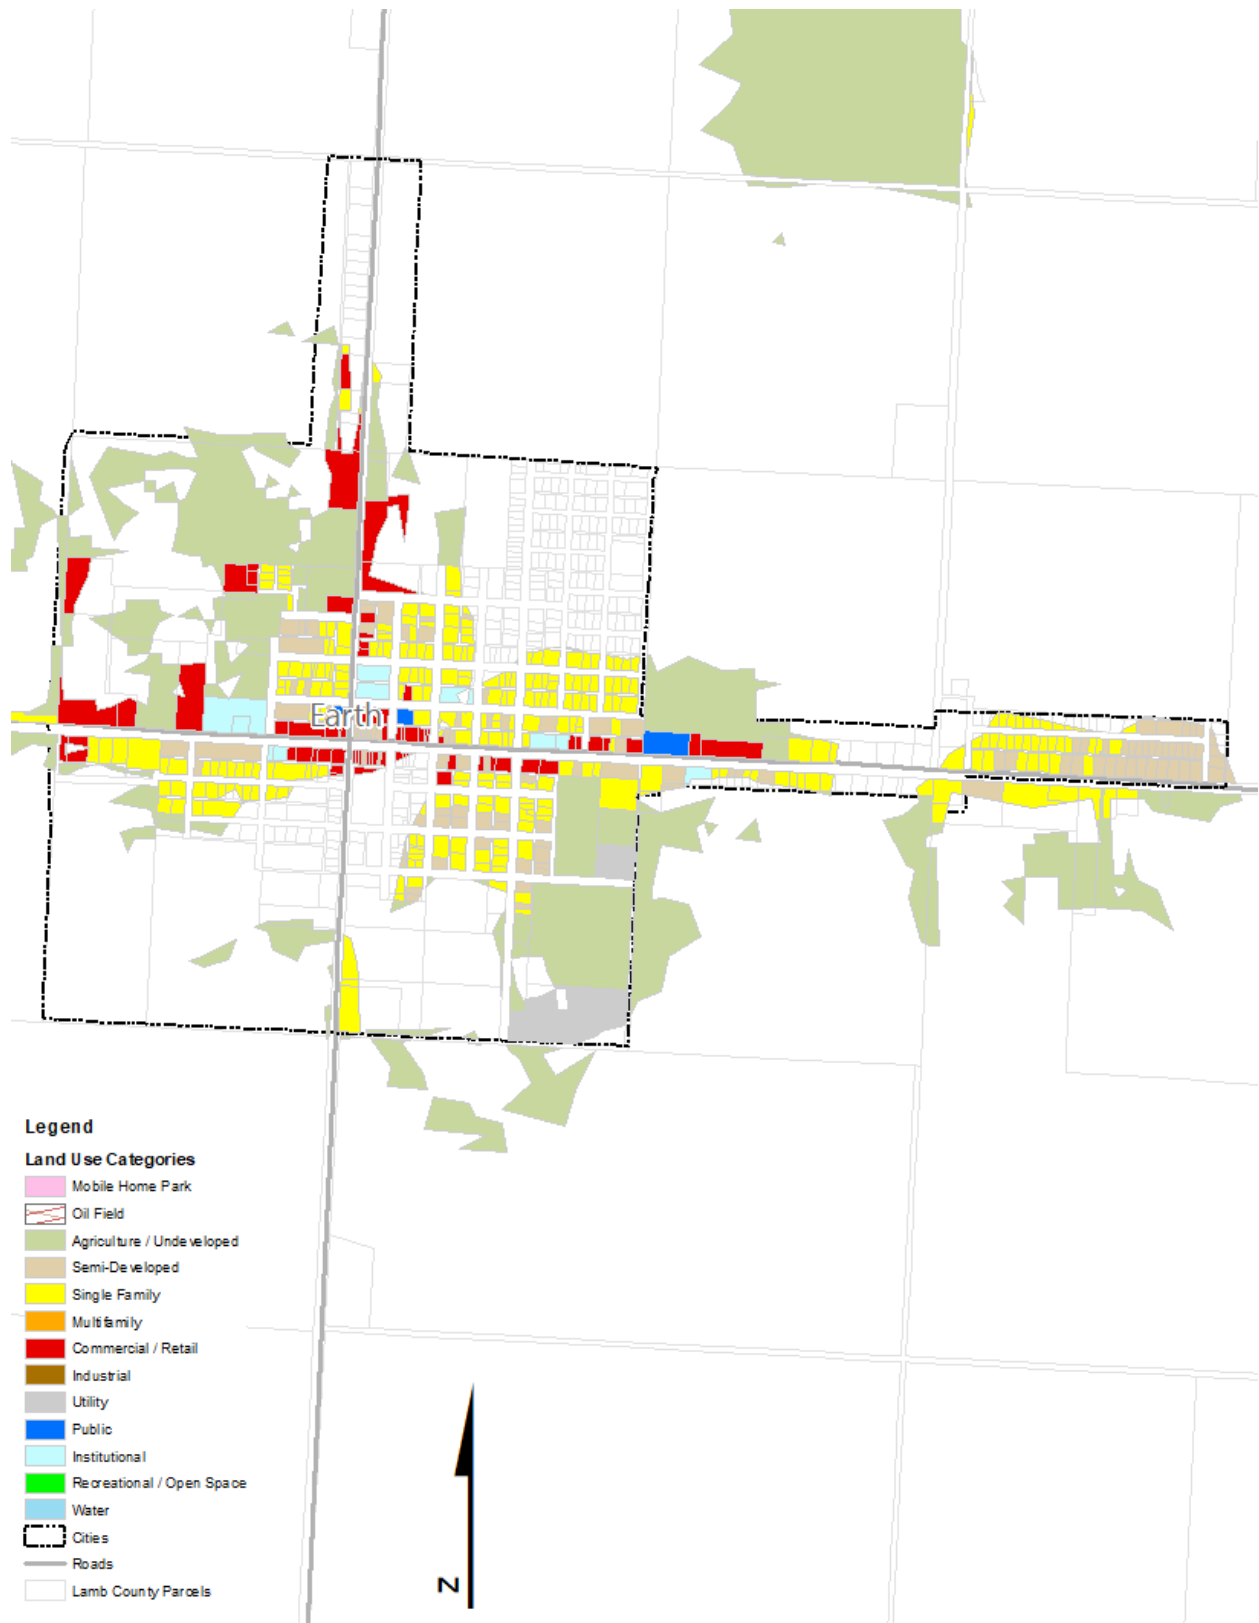 Earth
Legend
Land Use Categories
Mobile Home Park
Oil Field
Agriculture / Undeveloped
Semi-Developed
Single Family
Multifamily
Commercial / Retail
Industrial
Utility
Public
Institutional
Recreational / Open Space
Water
Cities
Roads
Lamb County Parcels
N